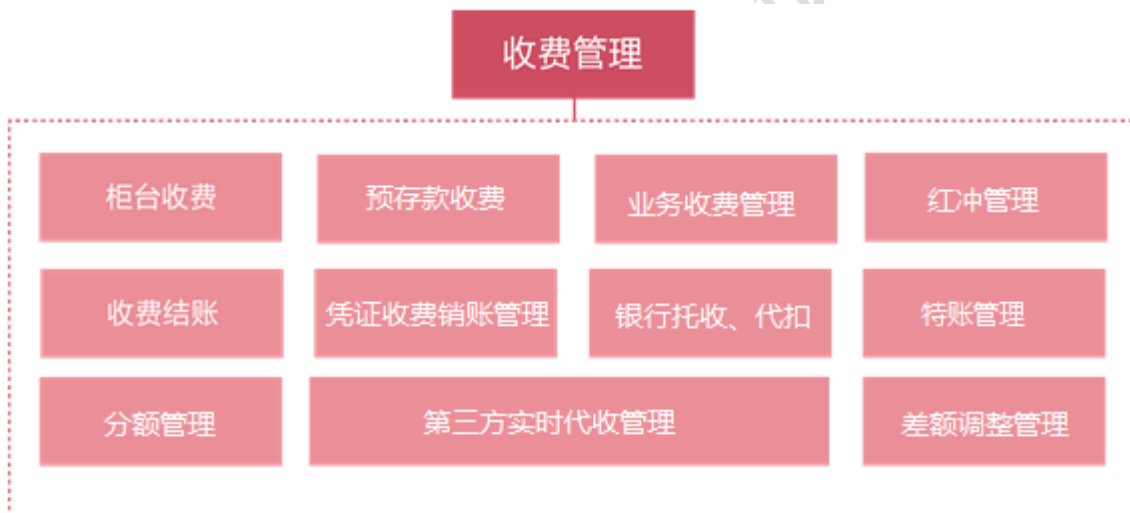 收费管理
柜台收费
预存款收费
业务收费管理
红冲管理
收费结账
凭证收费销账管理
银行托收、代扣
特账管理
分额管理
第三方实时代收管理
差额调整管理